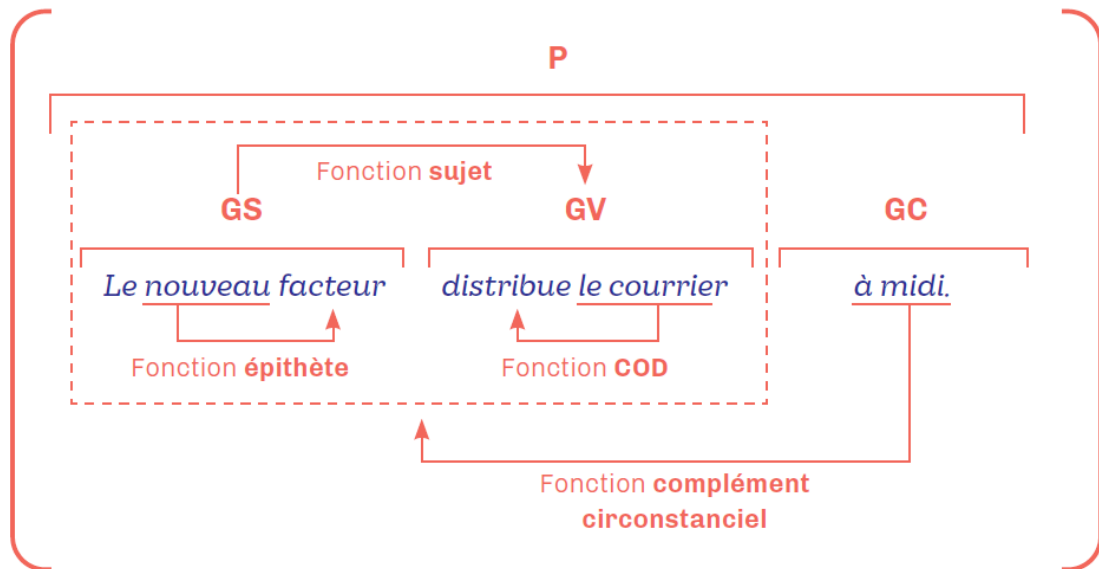 P
Fonction sujet
GS GV GC
Le nouveau facteur distribue le courrier à midi.
Fonction épithète Fonction COD
Fonction complément
circonstanciel